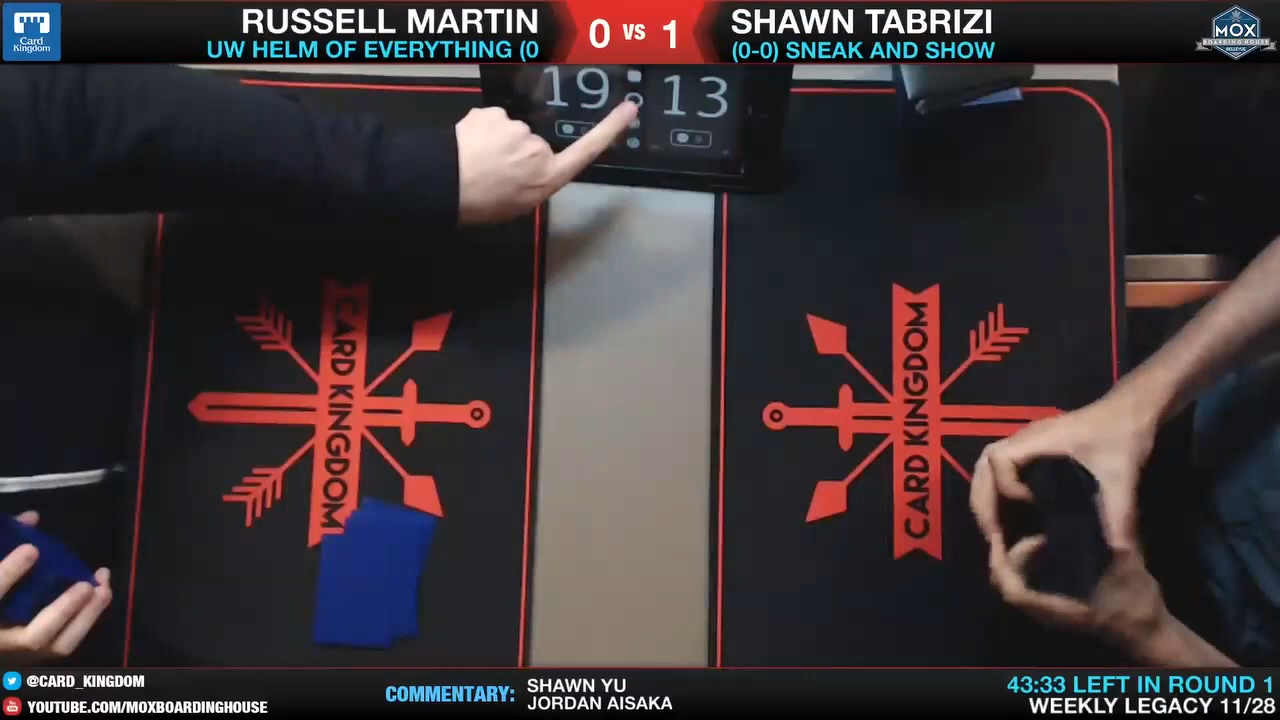 Card
Kingdom
RUSSELL MARTIN
UW HELM OF EVERYTHING (0
0 VS 1
SHAWN TABRIZI
(0-0) SNEAK AND SHOW
MOX
BOARDING HOUSE
BELLEVUE
19 13
CARD KINGDOM
CARD KINGDOM
@CARD_KINGDOM
YOUTUBE.COM/MOXBOARDINGHOUSE
COMMENTARY:
SHAWN YU
JORDAN AISAKA
43:33 LEFT IN ROUND 1
WEEKLY LEGACY 11/28